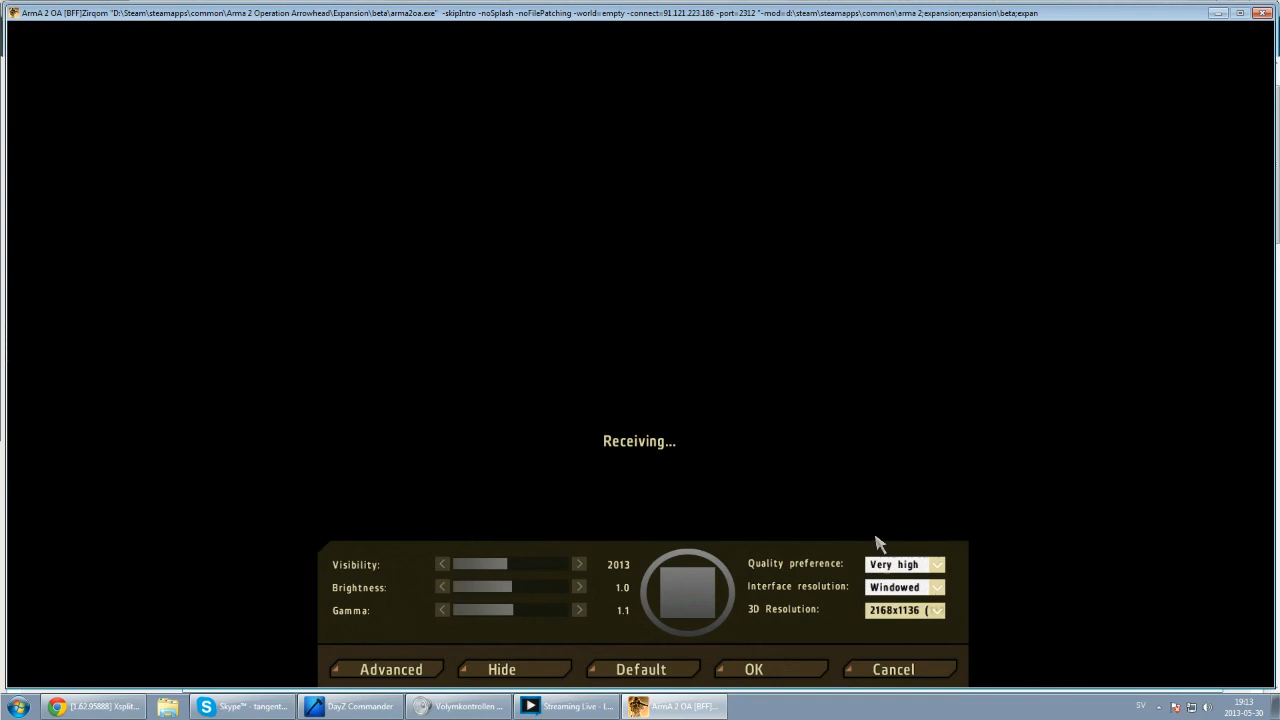 ArmA 2 OA [BFF]Zirqom "D:\Steam\steamapps\common\Arma 2 Operation Arrowhead\Expansion\beta\arma2oa.exe" -skipIntro -noSplash -noFilePatching -world=empty -connect=91.121.223.186 -port=2312 "-mod=d:\steam\steamapps\common\arma 2;expansion;expansion\beta;expan
Receiving...
Visibility: 2013 Quality preference: Very high
Brightness: 1.0 Interface resolution: Windowed
Gamma: 1.1 3D Resolution: 2168x1136 (
Advanced Hide Default OK Cancel
[1.62.95888] Xsplit... Skype™ - tangent... DayZ Commander Volymkontrollen ... Streaming Live - L... ArmA 2 OA [BFF]... SV 19:13
2013-05-30